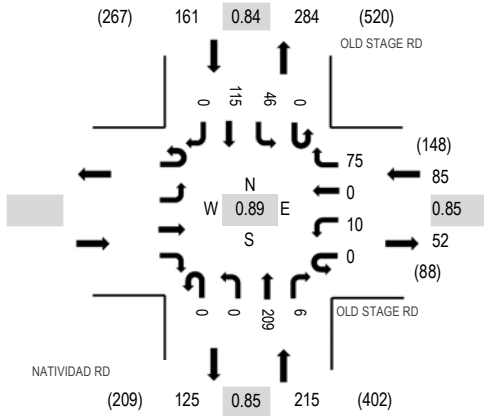 (267) 161 0.84 284 (520)
OLD STAGE RD
0 115 46 0
(148)
75 85
N 0
W 0.89 E 0.85
S 10 52
0 (88)
0 0 209 6
OLD STAGE RD
NATIVIDAD RD
(209) 125 0.85 215 (402)